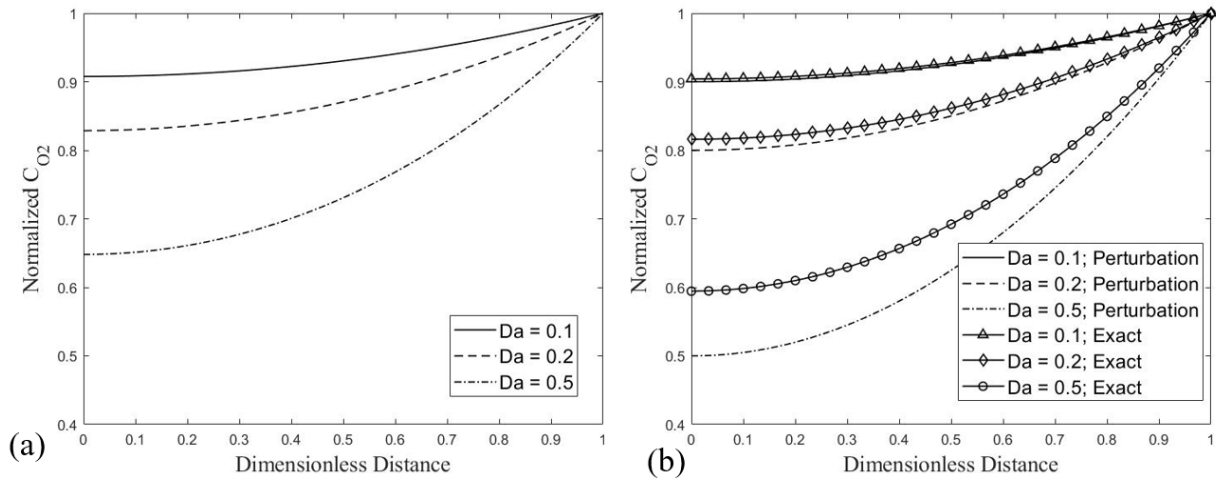 1
0.9
0.8
0.7
0.6
0.5
0.4
Normalized C_O2
Da = 0.1
Da = 0.2
Da = 0.5
0 0.1 0.2 0.3 0.4 0.5 0.6 0.7 0.8 0.9 1
Dimensionless Distance
(a)
1
0.9
0.8
0.7
0.6
0.5
0.4
Normalized C_O2
Da = 0.1; Perturbation
Da = 0.2; Perturbation
Da = 0.5; Perturbation
Da = 0.1; Exact
Da = 0.2; Exact
Da = 0.5; Exact
0 0.1 0.2 0.3 0.4 0.5 0.6 0.7 0.8 0.9 1
Dimensionless Distance
(b)